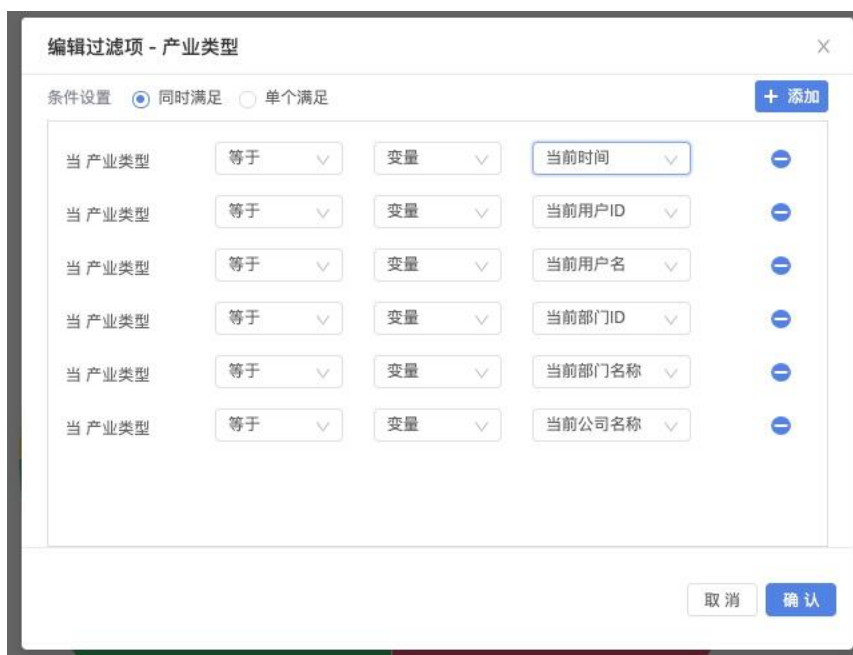 编辑过滤项 - 产业类型
条件设置 同时满足 单个满足 + 添加
当 产业类型 等于 变量 当前时间
当 产业类型 等于 变量 当前用户ID
当 产业类型 等于 变量 当前用户名
当 产业类型 等于 变量 当前部门ID
当 产业类型 等于 变量 当前部门名称
当 产业类型 等于 变量 当前公司名称
取 消 确 认